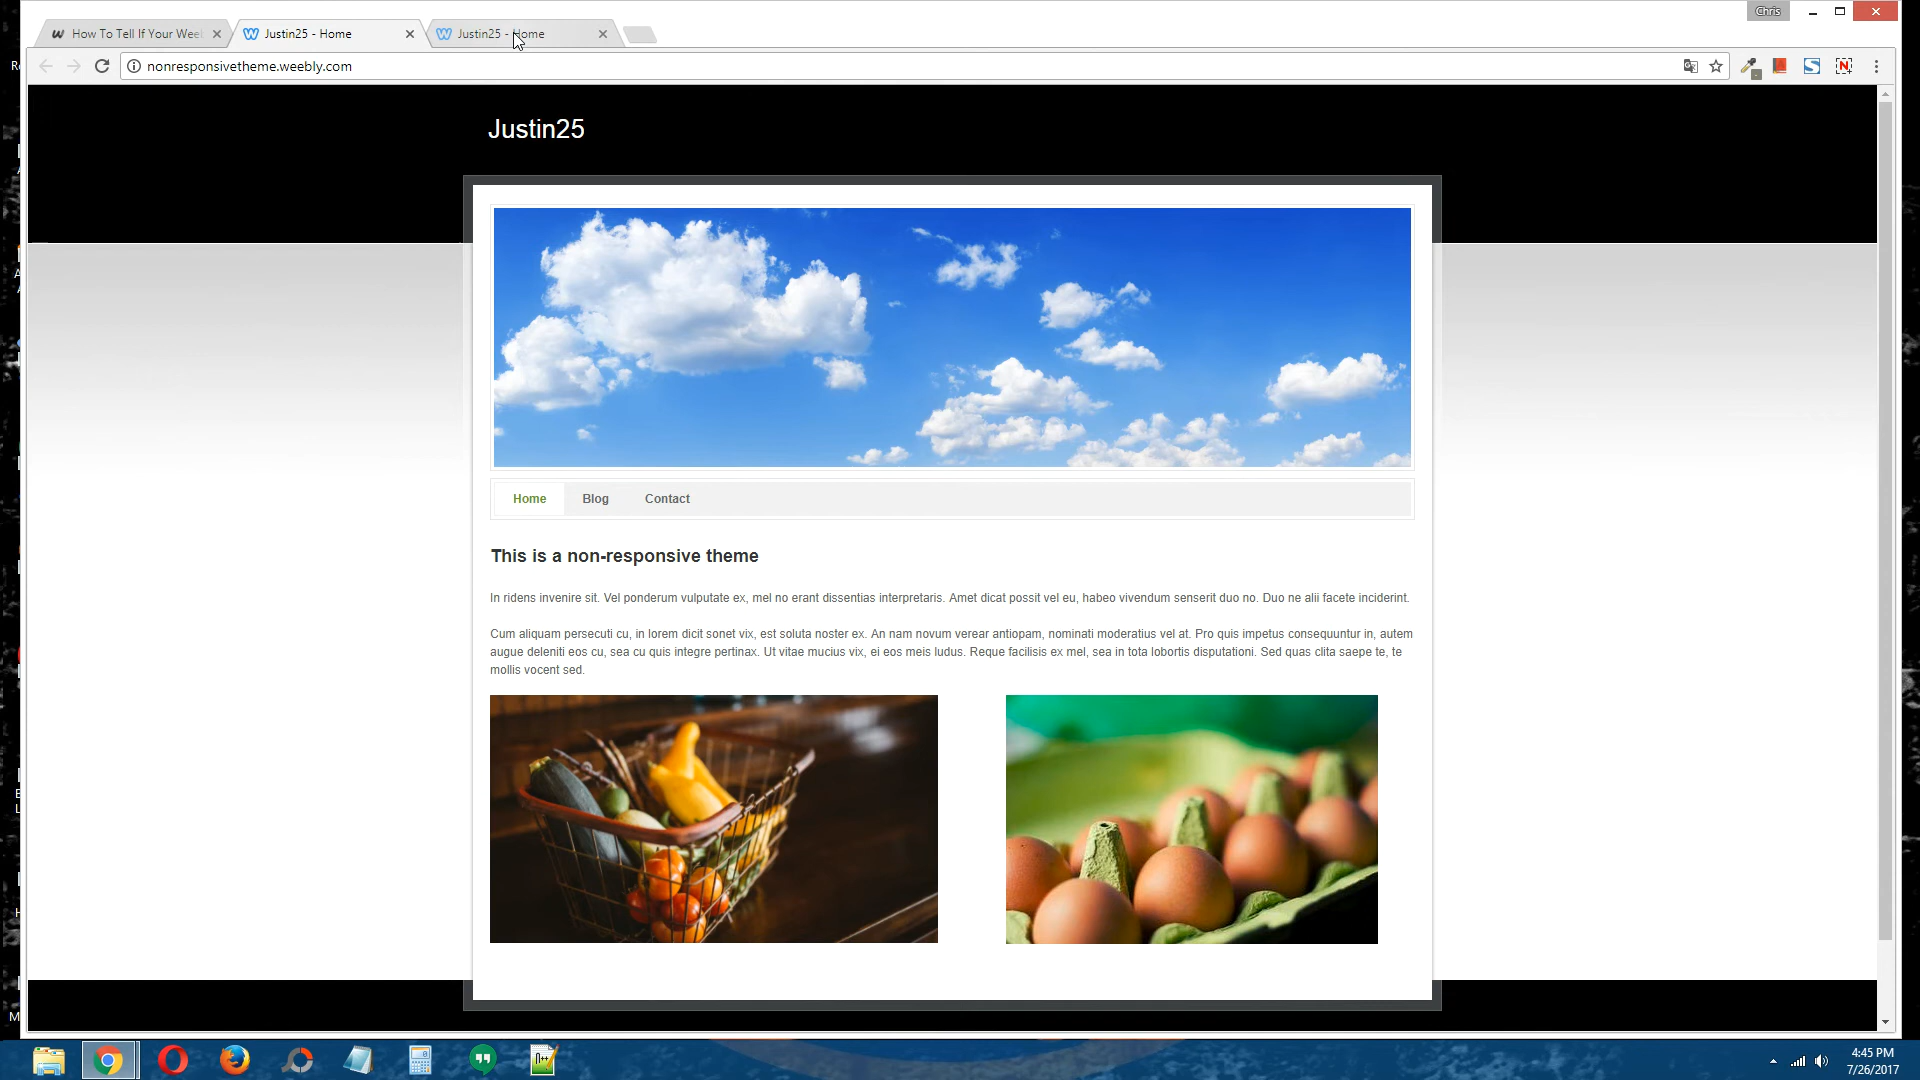 Chris
How To Tell If Your Weel
Justin25 - Home
Justin25 - Home
nonresponsivetheme.weebly.com
Justin25
Home Blog Contact
This is a non-responsive theme
In ridens invenire sit. Vel ponderum vulputate ex, mel no erant dissentias interpretaris. Amet dicat possit vel eu, habeo vivendum senserit duo no. Duo ne alii facete inciderint.
Cum aliquam persecuti cu, in lorem dicit sonet vix, est soluta noster ex. An nam novum verear antiopam, nominati moderatius vel at. Pro quis impetus consequuntur in, autem
augue deleniti eos cu, sea cu quis integre pertinax. Ut vitae mucius vix, ei eos meis ludus. Reque facilisis ex mel, sea in tota lobortis disputationi. Sed quas clita saepe te, te
mollis vocent sed.
4:45 PM
7/26/2017